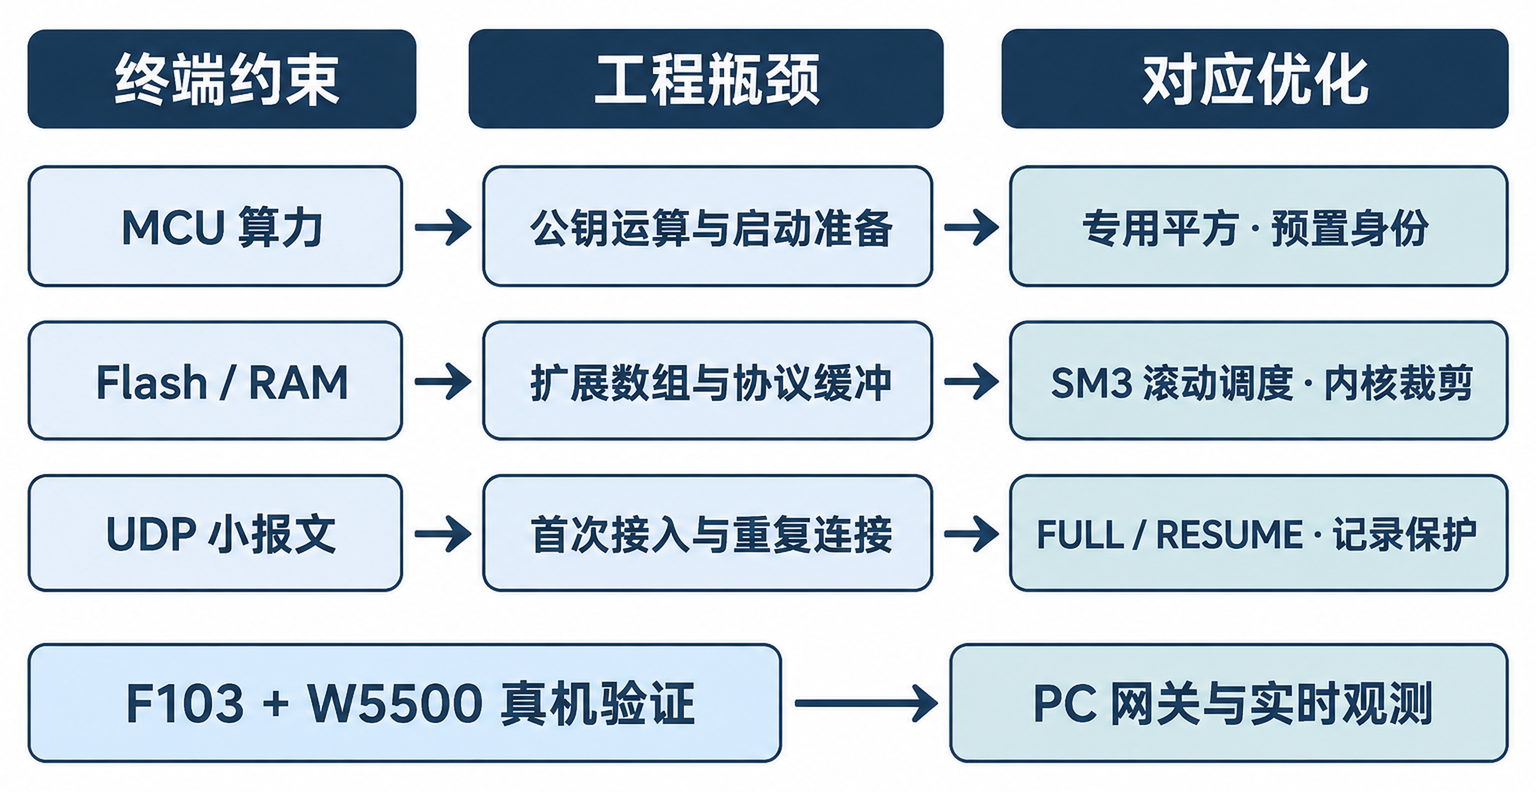 终端约束
工程瓶颈
对应优化
MCU 算力
公钥运算与启动准备
专用平方 · 预置身份
Flash / RAM
扩展数组与协议缓冲
SM3 滚动调度 · 内核裁剪
UDP 小报文
首次接入与重复连接
FULL / RESUME · 记录保护
F103 + W5500 真机验证
PC 网关与实时观测